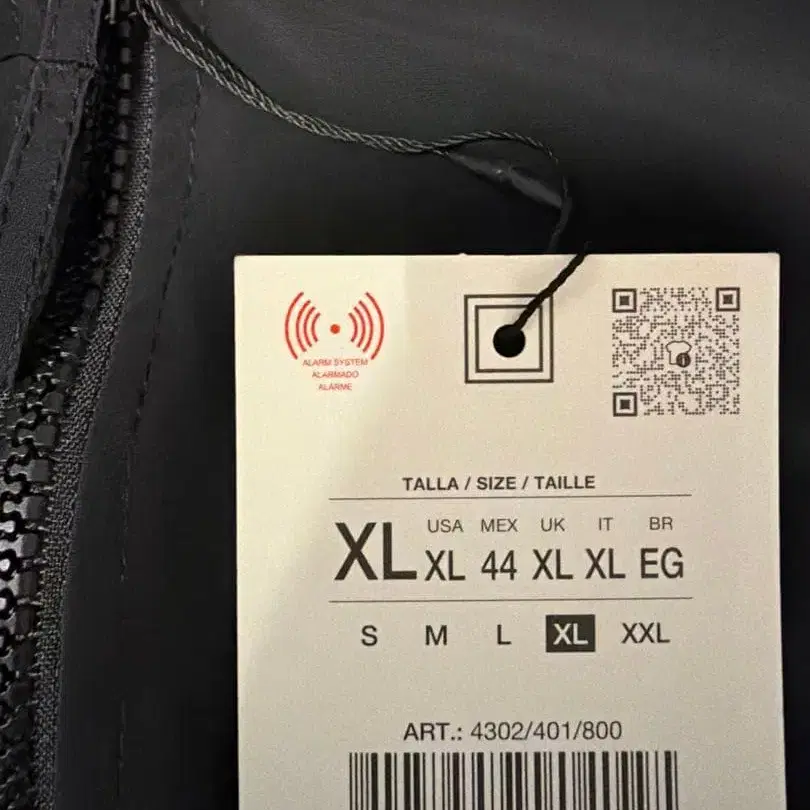 ALARM SYSTEM
ALARMADO
ALARME
TALLA / SIZE / TAILLE
USA MEX UK IT BR
XL XL 44 XL XL EG
S M L XL XXL
ART.: 4302/401/800